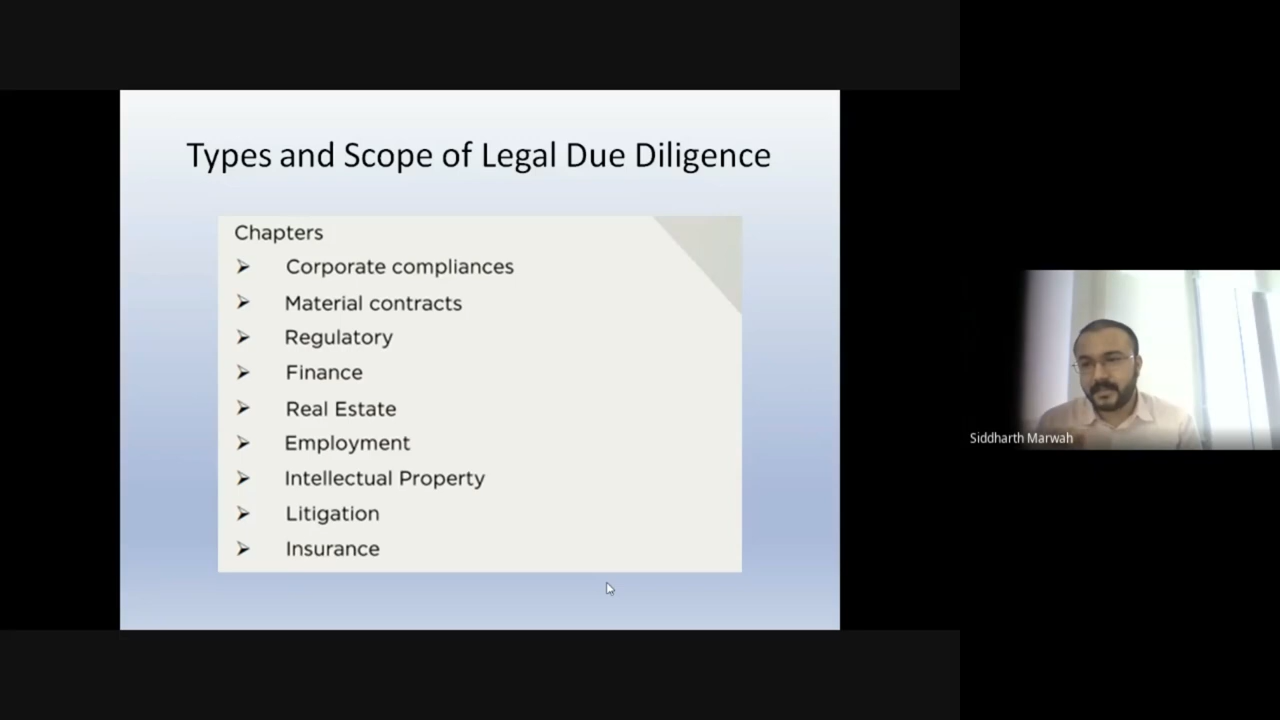 Types and Scope of Legal Due Diligence
Chapters
➢ Corporate compliances
➢ Material contracts
➢ Regulatory
➢ Finance
➢ Real Estate
➢ Employment
➢ Intellectual Property
➢ Litigation
➢ Insurance
Siddharth Marwah